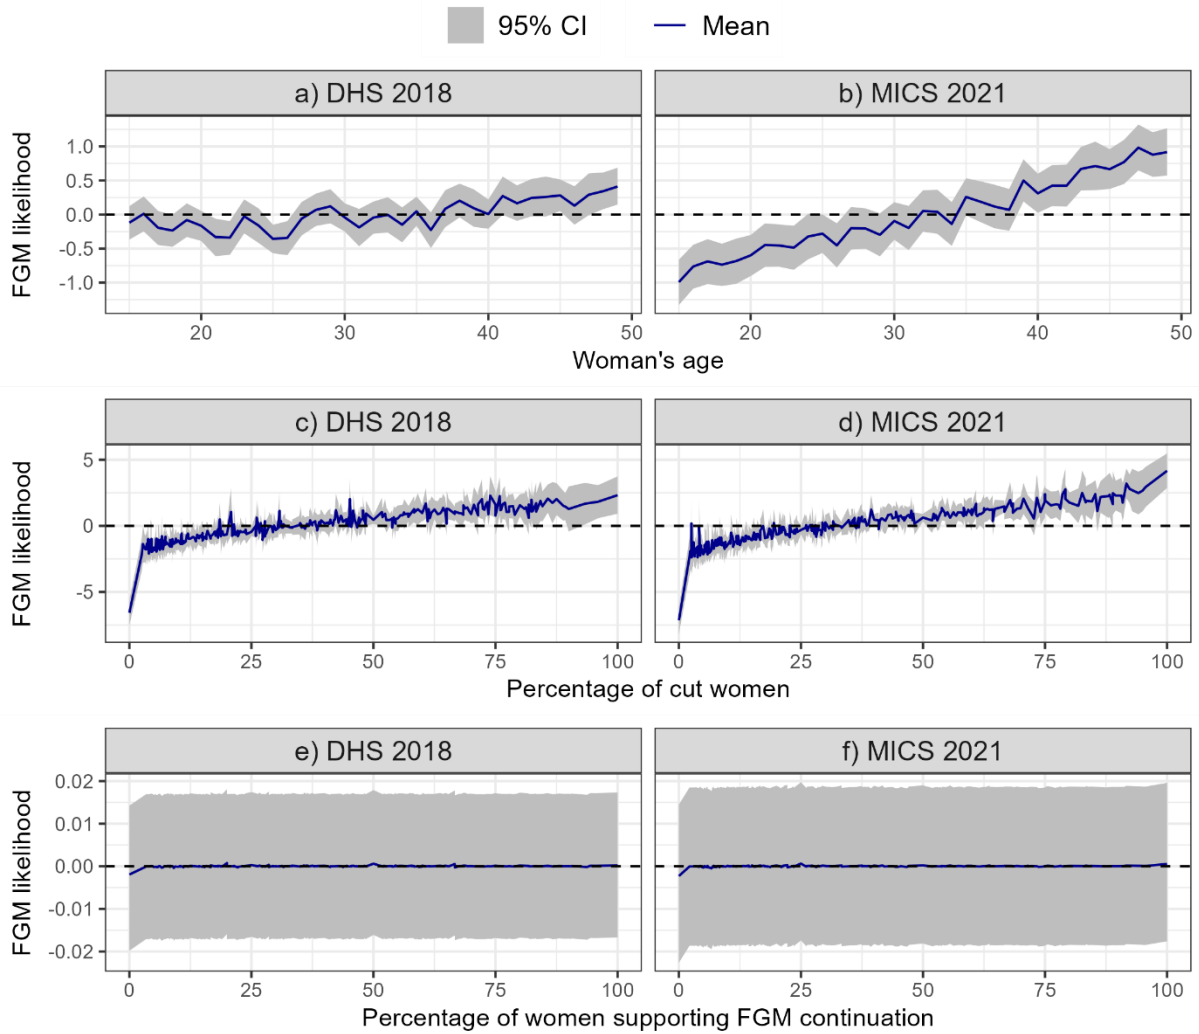 95% CI Mean
a) DHS 2018 b) MICS 2021
FGM likelihood
1.0
0.5
0.0
-0.5
-1.0
20 30 40 50 20 30 40 50
Woman's age
c) DHS 2018 d) MICS 2021
FGM likelihood
5
0
-5
0 25 50 75 100 0 25 50 75 100
Percentage of cut women
e) DHS 2018 f) MICS 2021
FGM likelihood
0.02
0.01
0.00
-0.01
-0.02
0 25 50 75 100 0 25 50 75 100
Percentage of women supporting FGM continuation